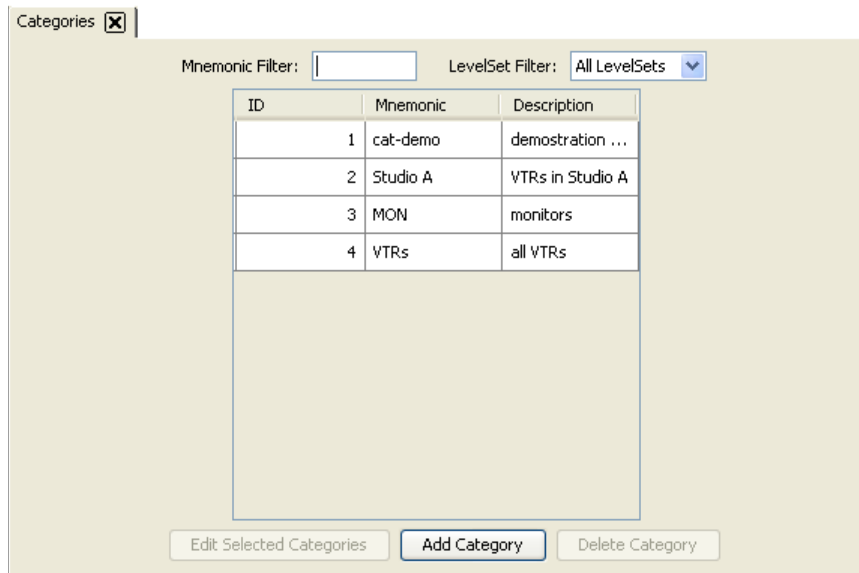 Categories
Mnemonic Filter: LevelSet Filter: All LevelSets
ID Mnemonic Description
1 cat-demo demostration ...
2 Studio A VTRs in Studio A
3 MON monitors
4 VTRs all VTRs
Edit Selected Categories Add Category Delete Category